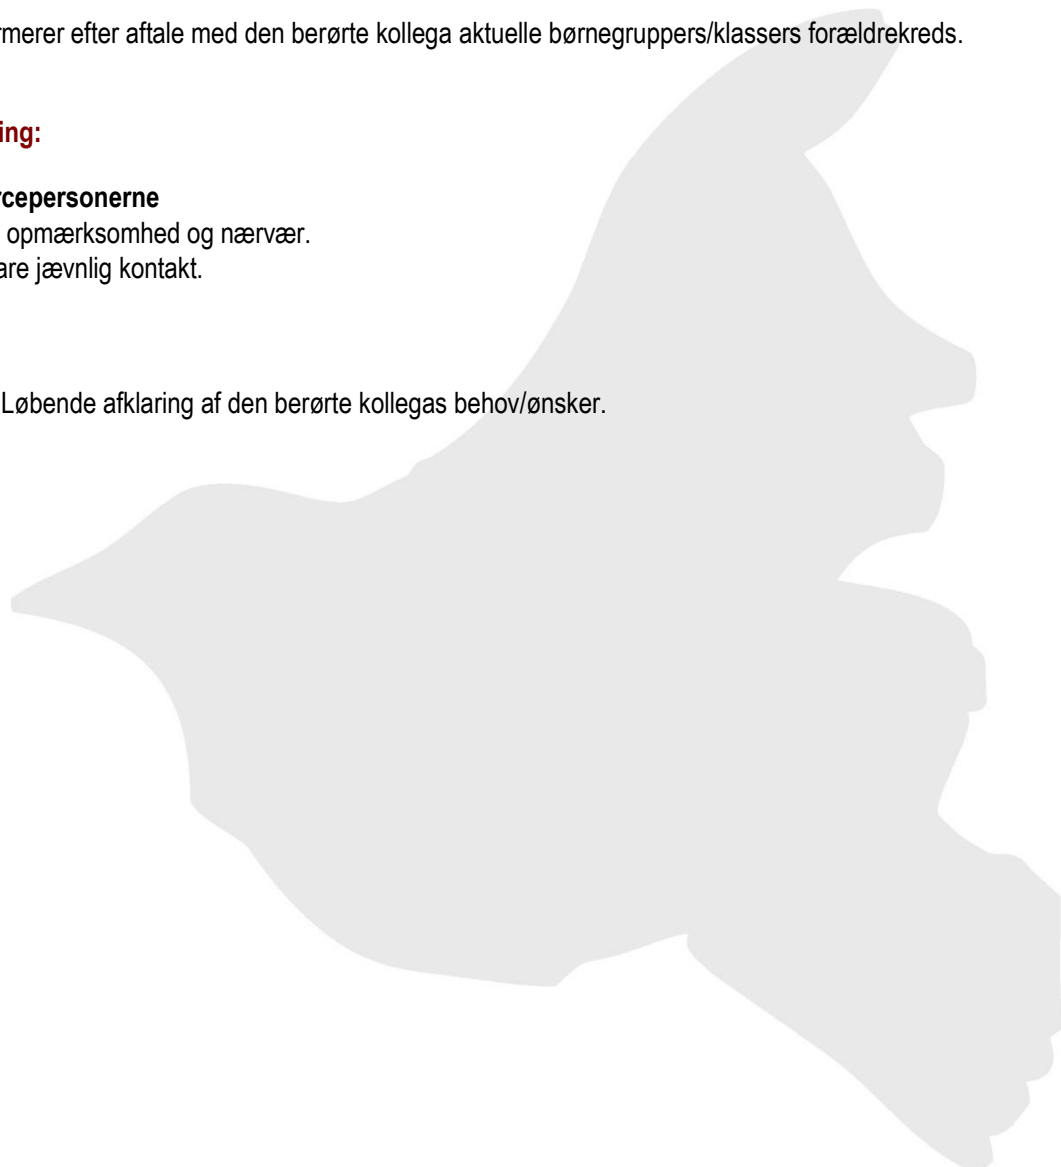 rmerer efter aftale med den berørte kollega aktuelle børnegruppers/klassers forældrekreds.
ing:
rcepersonerne
opmærksomhed og nærvær.
are jævnlig kontakt.
Løbende afklaring af den berørte kollegas behov/ønsker.